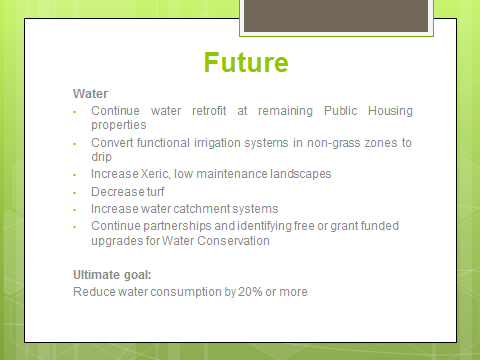 Future
Water
• Continue water retrofit at remaining Public Housing
properties
• Convert functional irrigation systems in non-grass zones to
drip
• Increase Xeric, low maintenance landscapes
• Decrease turf
• Increase water catchment systems
• Continue partnerships and identifying free or grant funded
upgrades for Water Conservation
Ultimate goal:
Reduce water consumption by 20% or more